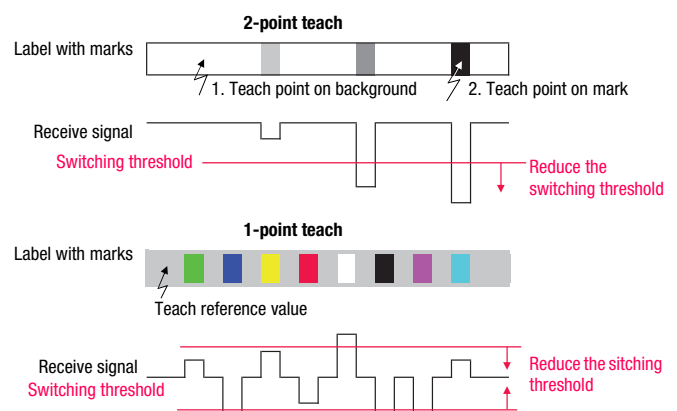 2-point teach
Label with marks
1. Teach point on background
2. Teach point on mark
Receive signal
Switching threshold
Reduce the
switching threshold
1-point teach
Label with marks
Teach reference value
Receive signal
Switching threshold
Reduce the sitching
threshold